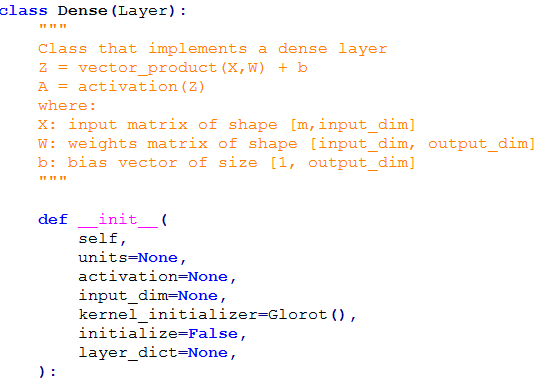 class Dense(Layer):
    """
    Class that implements a dense layer
    Z = vector_product(X,W) + b
    A = activation(Z)
    where:
    X: input matrix of shape [m,input_dim]
    W: weights matrix of shape [input_dim, output_dim]
    b: bias vector of size [1, output_dim]
    """
    def __init__(
        self,
        units=None,
        activation=None,
        input_dim=None,
        kernel_initializer=Glorot(),
        initialize=False,
        layer_dict=None,
    ):